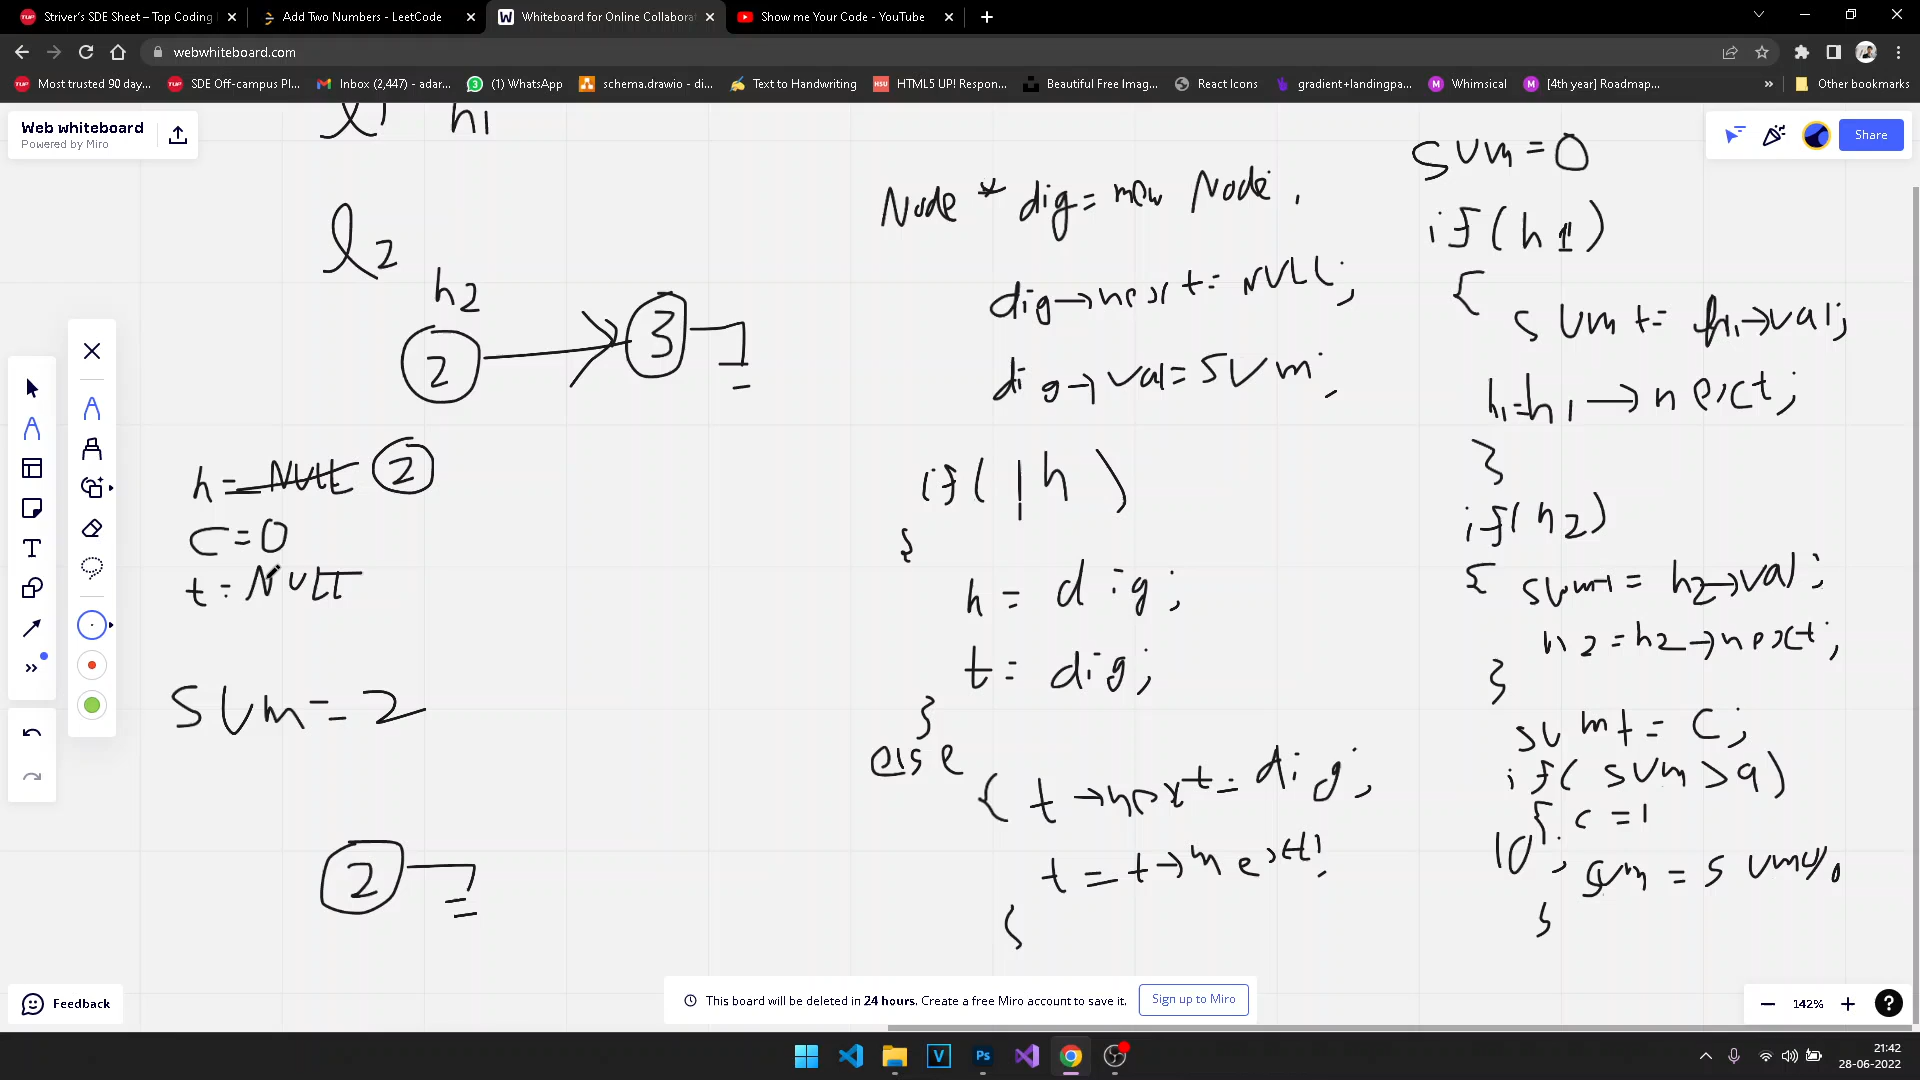 Striver's SDE Sheet – Top Coding
Add Two Numbers - LeetCode
Whiteboard for Online Collabora
Show me Your Code - YouTube
webwhiteboard.com
Most trusted 90 day...
SDE Off-campus Pl...
Inbox (2,447) - adar...
(1) WhatsApp
schema.drawio - di...
Text to Handwriting
HTML5 UP! Respon...
Beautiful Free Imag...
React Icons
gradient+landingpa...
Whimsical
[4th year] Roadmap...
Other bookmarks
Web whiteboard
Powered by Miro
Share
l1 h1
l2
h2
2 3
h = NULL 2
c = 0
t = NULL
sum = 2
2
Node * dig = new Node,
dig→next = NULL;
dig→val = sum;
if( !h )
{
h = dig;
t = dig;
}
else
{ t→next = dig;
t = t→next;
}
sum = 0
if(h1)
{
sum += h1→val;
h1=h1→next;
}
if(h2)
{ sum+= h2→val;
h2 = h2→next;
}
sum+= c;
if( sum > 9)
{ c = 1
10; sum = sum%
}
Feedback
This board will be deleted in 24 hours. Create a free Miro account to save it.
Sign up to Miro
142%
?
21:42
28-06-2022